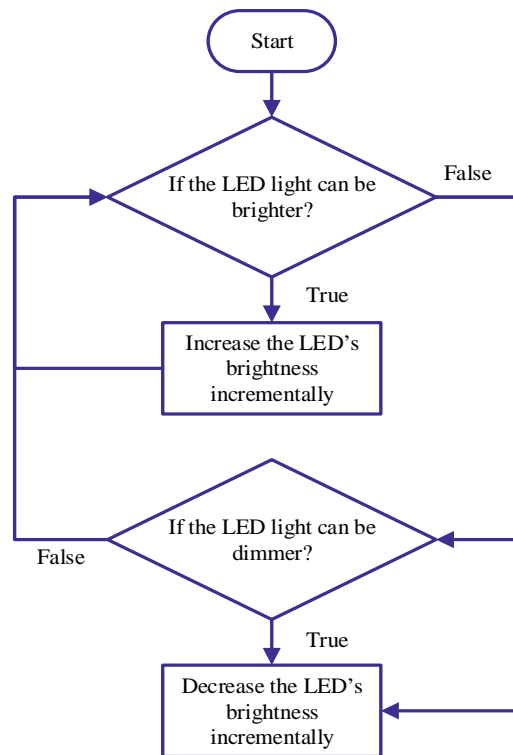 Start
If the LED light can be
brighter?
False
True
Increase the LED’s
brightness
incrementally
If the LED light can be
dimmer?
False
True
Decrease the LED’s
brightness
incrementally